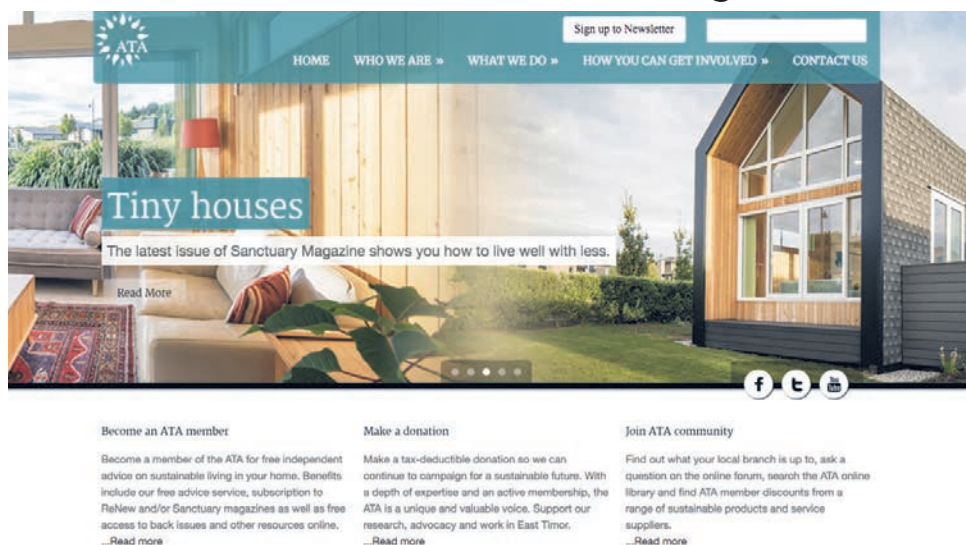 Sign up to Newsletter
ATA
HOME WHO WE ARE » WHAT WE DO » HOW YOU CAN GET INVOLVED » CONTACT US
Tiny houses
The latest issue of Sanctuary Magazine shows you how to live well with less.
Read More
f t You Tube
Become an ATA member
Become a member of the ATA for free independent
advice on sustainable living in your home. Benefits
include our free advice service, subscription to
ReNew and/or Sanctuary magazines as well as free
access to back issues and other resources online.
...Read more
Make a donation
Make a tax-deductible donation so we can
continue to campaign for a sustainable future. With
a depth of expertise and an active membership, the
ATA is a unique and valuable voice. Support our
research, advocacy and work in East Timor.
...Read more
Join ATA community
Find out what your local branch is up to, ask a
question on the online forum, search the ATA online
library and find ATA member discounts from a
range of sustainable products and service
suppliers.
...Read more